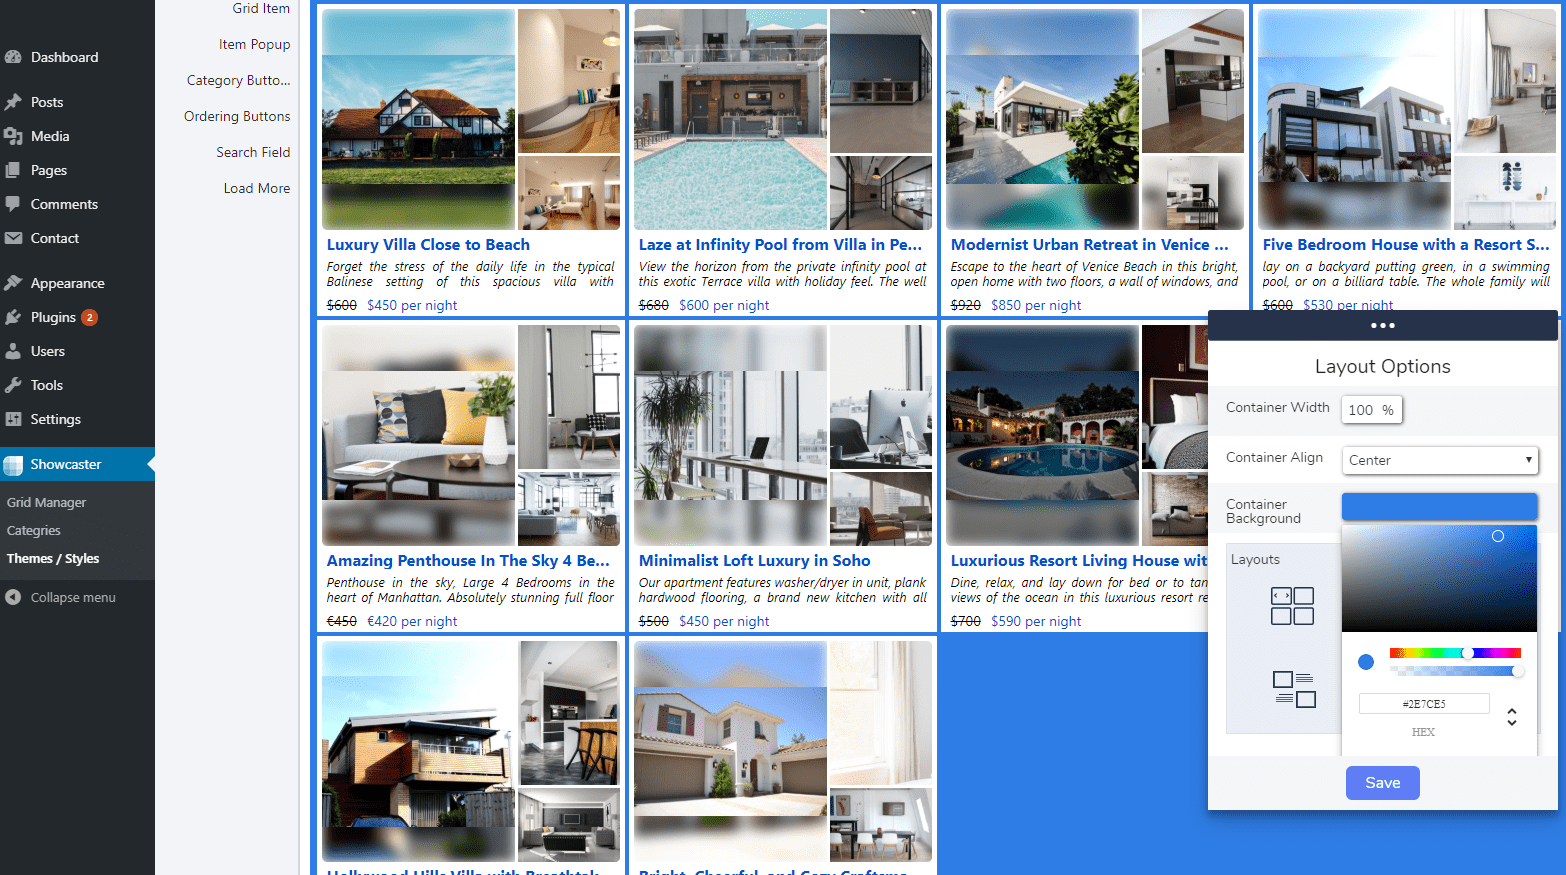 Dashboard
Posts
Media
Pages
Comments
Contact
Appearance
Plugins 2
Users
Tools
Settings
Showcaster
Grid Manager
Categries
Themes / Styles
Collapse menu
Grid Item
Item Popup
Category Butto...
Ordering Buttons
Search Field
Load More
Luxury Villa Close to Beach
Forget the stress of the daily life in the typical
Balinese setting of this spacious villa with
$600 $450 per night
Laze at Infinity Pool from Villa in Pe...
View the horizon from the private infinity pool at
this exotic Terrace villa with holiday feel. The well
$680 $600 per night
Modernist Urban Retreat in Venice ...
Escape to the heart of Venice Beach in this bright,
open home with two floors, a wall of windows, and
$920 $850 per night
Five Bedroom House with a Resort S...
lay on a backyard putting green, in a swimming
pool, or on a billiard table. The whole family will
$600 $530 per night
Amazing Penthouse In The Sky 4 Be...
Penthouse in the sky, Large 4 Bedrooms in the
heart of Manhattan. Absolutely stunning full floor
€450 €420 per night
Minimalist Loft Luxury in Soho
Our apartment features washer/dryer in unit, plank
hardwood flooring, a brand new kitchen with all
$500 $450 per night
Luxurious Resort Living House wit
Dine, relax, and lay down for bed or to tan
views of the ocean in this luxurious resort re
$700 $590 per night
Hollywood Hills Villa with Breathtak
Bright, Cheerful, and Cozy Craftsma
Layout Options
Container Width 100 %
Container Align Center
Container
Background
Layouts
#2E7CE5
HEX
Save